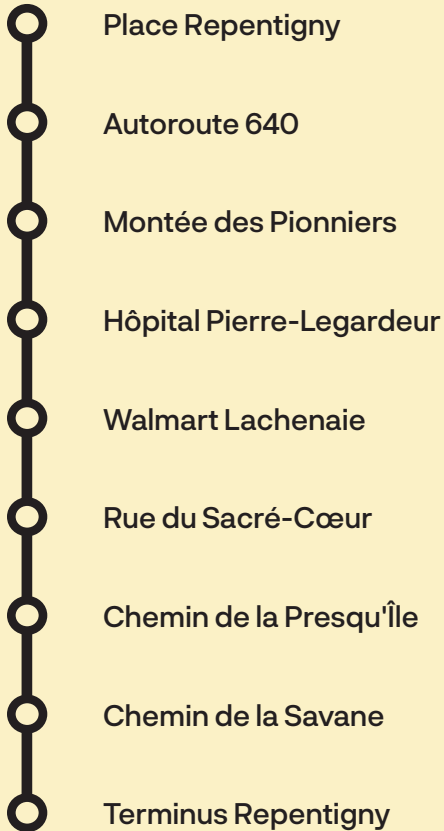 Place Repentigny
Autoroute 640
Montée des Pionniers
Hôpital Pierre-Legardeur
Walmart Lachenaie
Rue du Sacré-Cœur
Chemin de la Presqu'Île
Chemin de la Savane
Terminus Repentigny